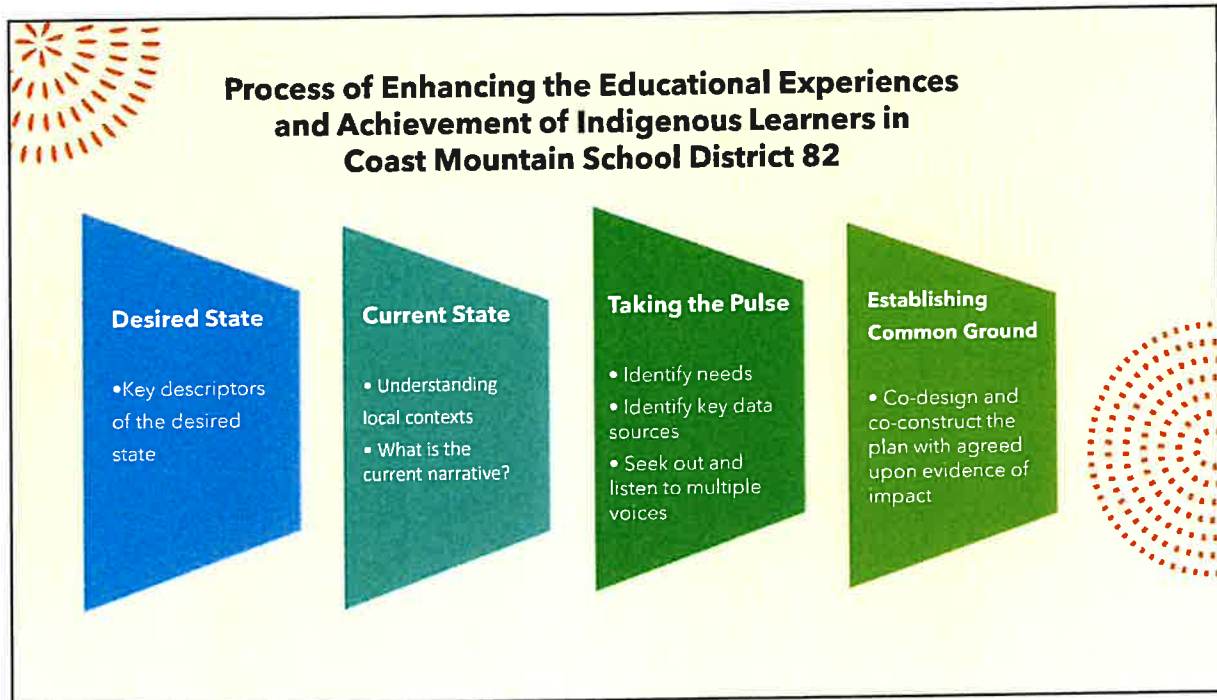 Process of Enhancing the Educational Experiences
and Achievement of Indigenous Learners in
Coast Mountain School District 82
Desired State
•Key descriptors
of the desired
state
Current State
• Understanding
local contexts
• What is the
current narrative?
Taking the Pulse
• Identify needs
• Identify key data
sources
• Seek out and
listen to multiple
voices
Establishing
Common Ground
• Co-design and
co-construct the
plan with agreed
upon evidence of
impact